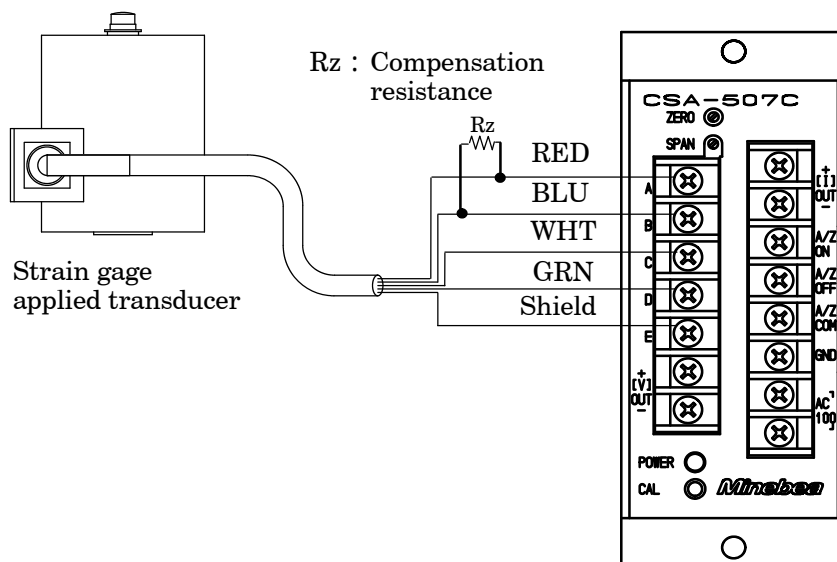 Rz : Compensation
resistance
Rz
RED
BLU
WHT
GRN
Shield
Strain gage
applied transducer
CSA-507C
ZERO
SPAN
A
B
C
D
E
+
[V]
OUT
-
+
[I]
OUT
-
A/Z
ON
A/Z
OFF
A/Z
COM
GND
AC
100
POWER
CAL
Minebea